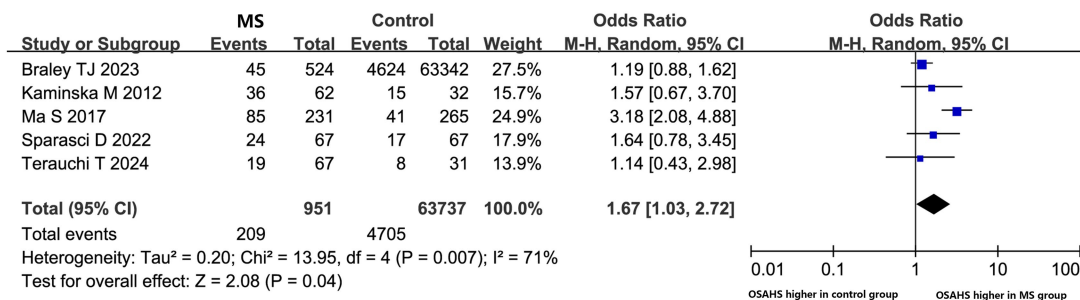 MS Control Odds Ratio Odds Ratio
Study or Subgroup Events Total Events Total Weight M-H, Random, 95% CI M-H, Random, 95% CI
Braley TJ 2023 45 524 4624 63342 27.5% 1.19 [0.88, 1.62]
Kaminska M 2012 36 62 15 32 15.7% 1.57 [0.67, 3.70]
Ma S 2017 85 231 41 265 24.9% 3.18 [2.08, 4.88]
Sparasci D 2022 24 67 17 67 17.9% 1.64 [0.78, 3.45]
Terauchi T 2024 19 67 8 31 13.9% 1.14 [0.43, 2.98]
Total (95% CI) 951 63737 100.0% 1.67 [1.03, 2.72]
Total events 209 4705
Heterogeneity: Tau² = 0.20; Chi² = 13.95, df = 4 (P = 0.007); I² = 71%
Test for overall effect: Z = 2.08 (P = 0.04)
0.01 0.1 1 10 100
OSAHS higher in control group OSAHS higher in MS group